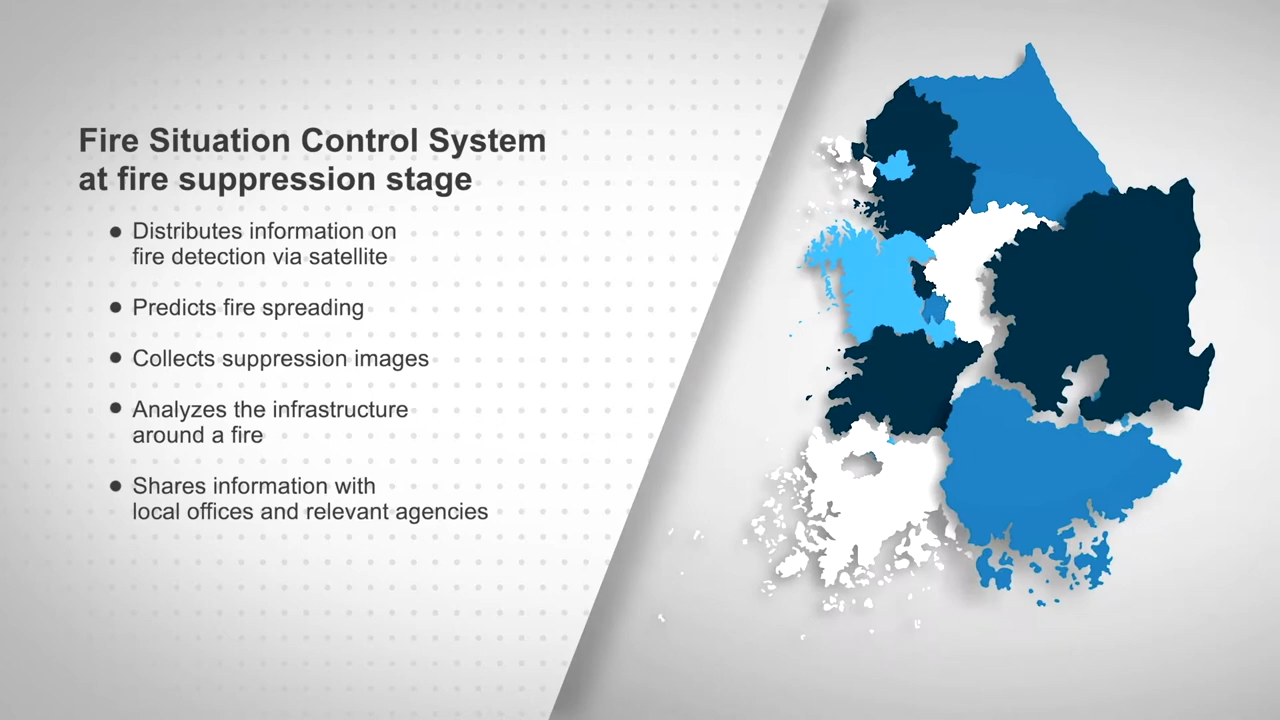 Fire Situation Control System
at fire suppression stage
● Distributes information on
fire detection via satellite
● Predicts fire spreading
● Collects suppression images
● Analyzes the infrastructure
around a fire
● Shares information with
local offices and relevant agencies